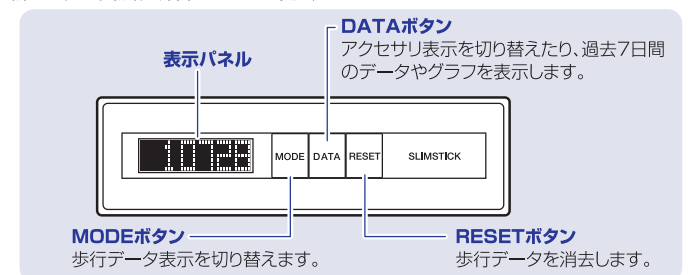 DATAボタン
アクセサリ表示を切り替えたり、過去7日間
のデータやグラフを表示します。
表示パネル
10:28
MODE DATA RESET SLIMSTICK
MODEボタン
歩行データ表示を切り替えます。
RESETボタン
歩行データを消去します。